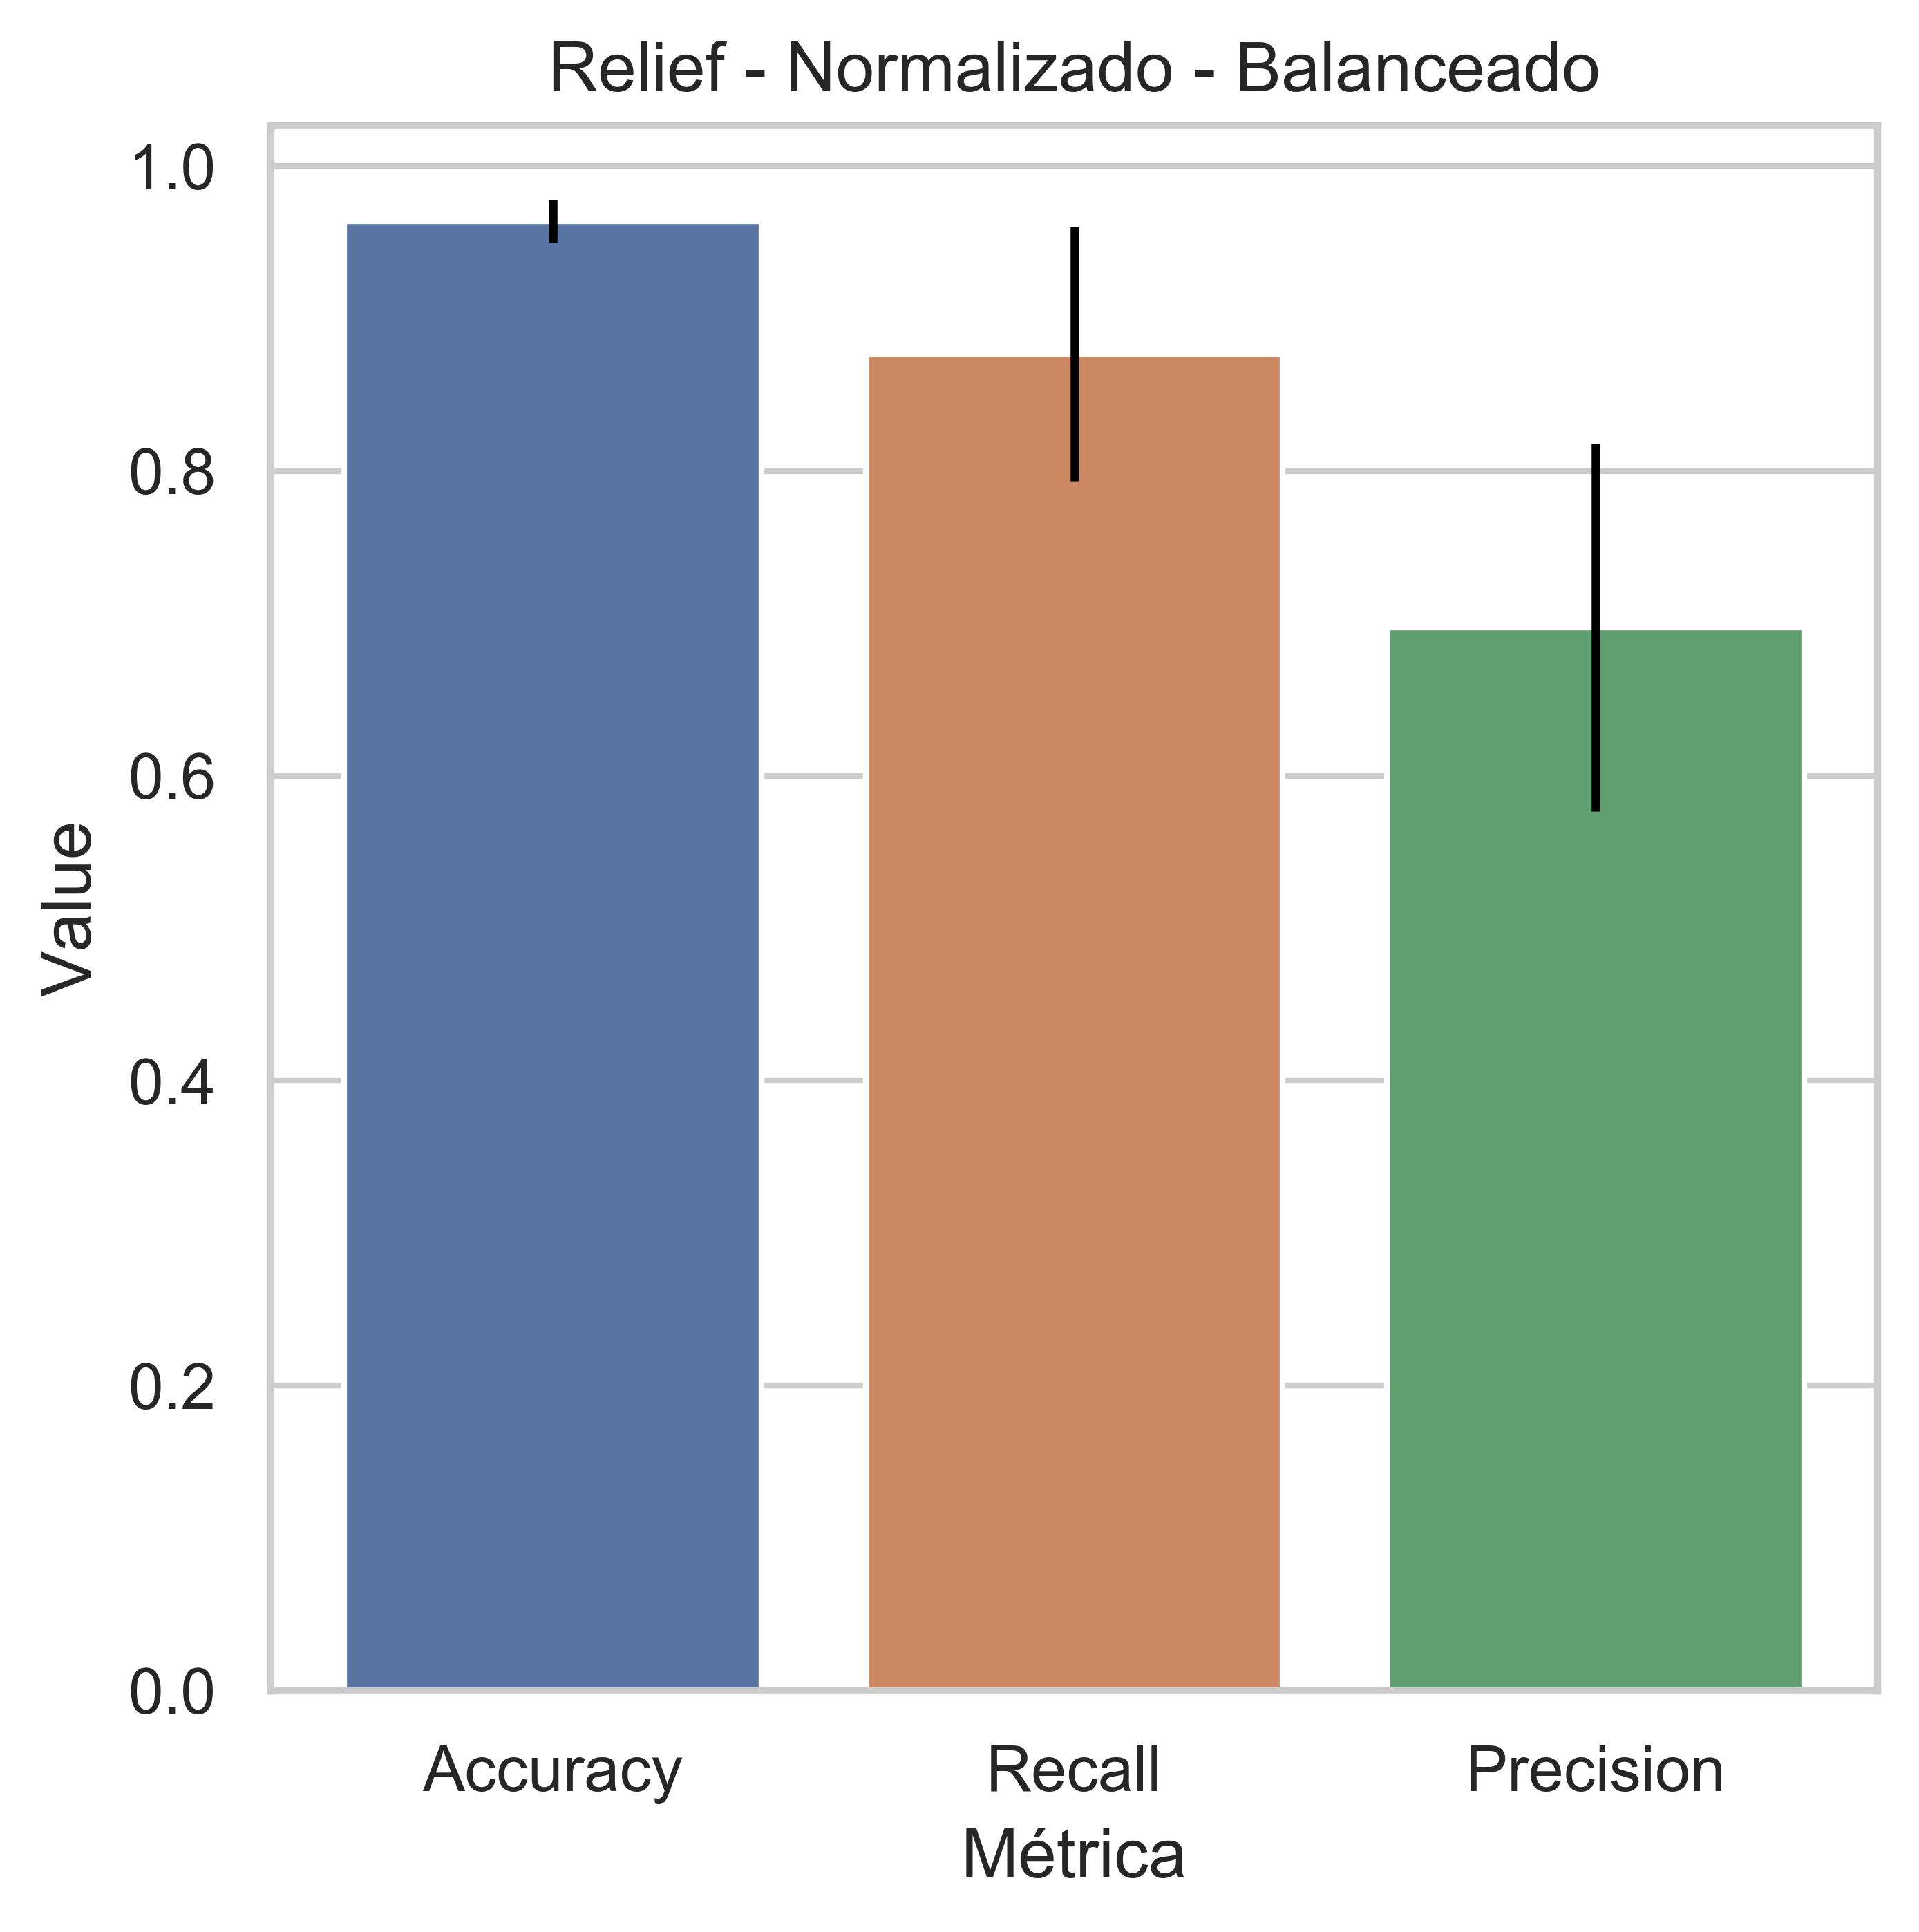 Relief - Normalizado - Balanceado
1.0
0.8
0.6
0.4
0.2
0.0
Value
Accuracy Recall Precision
Métrica